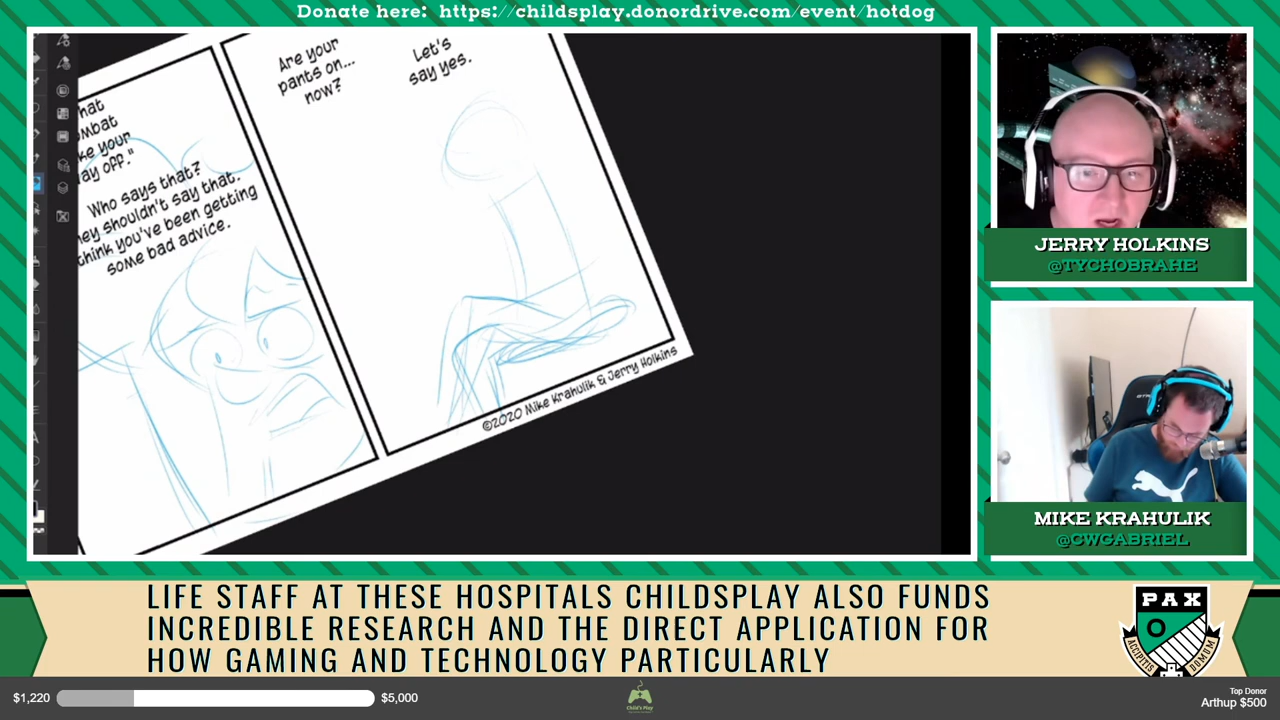 Donate here: https://childsplay.donordrive.com/event/hotdog
hat
mbat
ke your
ay off."
Who says that?
hey shouldn't say that.
think you've been getting
some bad advice.
Are your
pants on...
now?
Let's
say yes.
©2020 Mike Krahulik & Jerry Holkins
JERRY HOLKINS
@TYCHOBRAHE
MIKE KRAHULIK
@CWGABRIEL
LIFE STAFF AT THESE HOSPITALS CHILDSPLAY ALSO FUNDS
INCREDIBLE RESEARCH AND THE DIRECT APPLICATION FOR
HOW GAMING AND TECHNOLOGY PARTICULARLY
PAX
ACCIPITIS DOMUM
$1,220
$5,000
Child's Play
Top Donor
Arthup $500